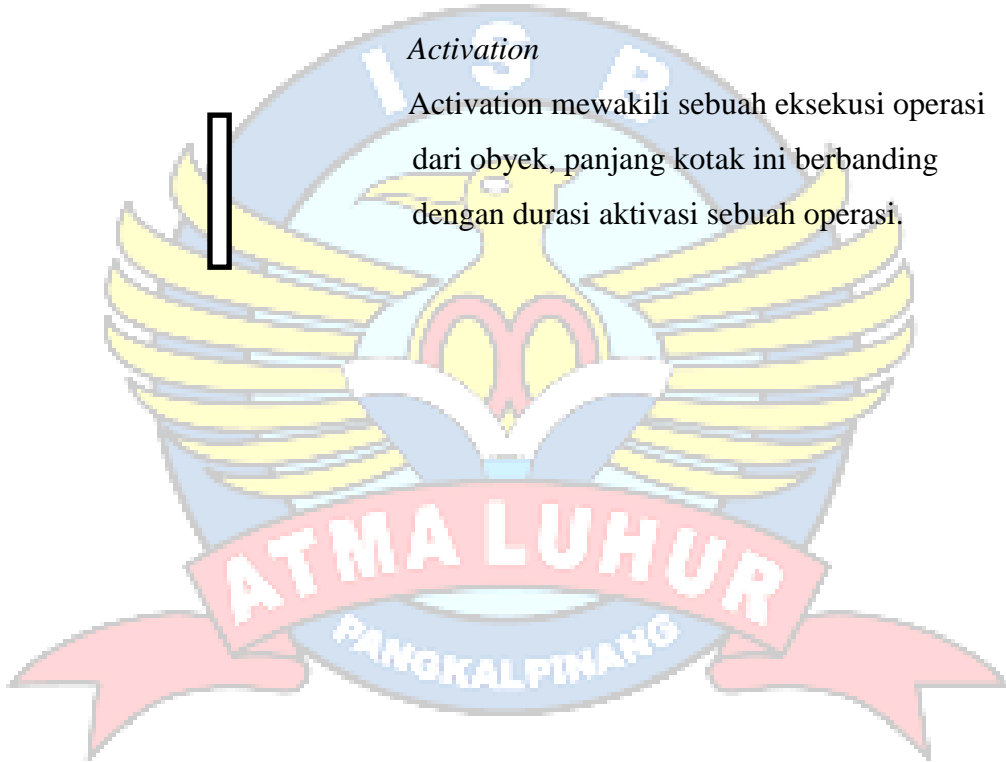 ISB
Activation
Activation mewakili sebuah eksekusi operasi
dari obyek, panjang kotak ini berbanding
dengan durasi aktivasi sebuah operasi.
ATMA LUHUR
PANGKALPINANG